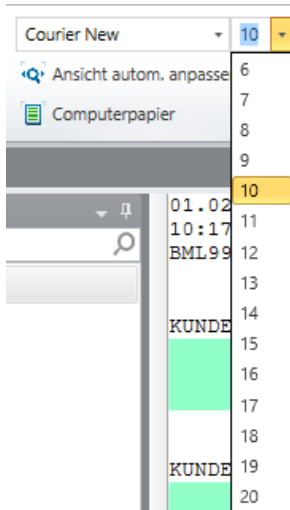 Courier New 10
Ansicht autom. anpasse
Computerpapier
6
7
8
9
10
11
12
13
14
15
16
17
18
19
20
01.02
10:17
BML99
KUNDE
KUNDE